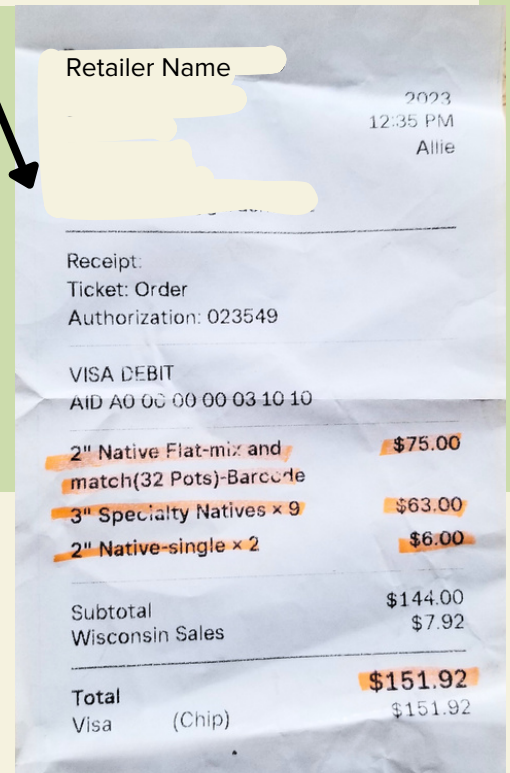 Retailer Name
2023
12:35 PM
Allie
Receipt:
Ticket: Order
Authorization: 023549
VISA DEBIT
AID A0 00 00 00 03 10 10
2" Native Flat-mix and $75.00
match(32 Pots)-Barcode
3" Specialty Natives × 9 $63.00
2" Native-single × 2 $6.00
Subtotal $144.00
Wisconsin Sales $7.92
Total $151.92
Visa (Chip) $151.92